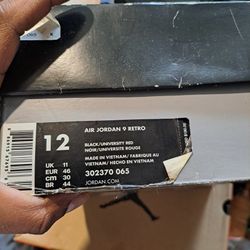 12
AIR JORDAN 9 RETRO
BLACK/UNIVERSITY RED
NOIR/UNIVERSITE ROUGE
UK 11
EUR 46
cm 30
BR 44
MADE IN VIETNAM/ FABRIQUE AU
VIETNAM/ HECHO EN VIETNAM
302370 065
JORDAN.COM